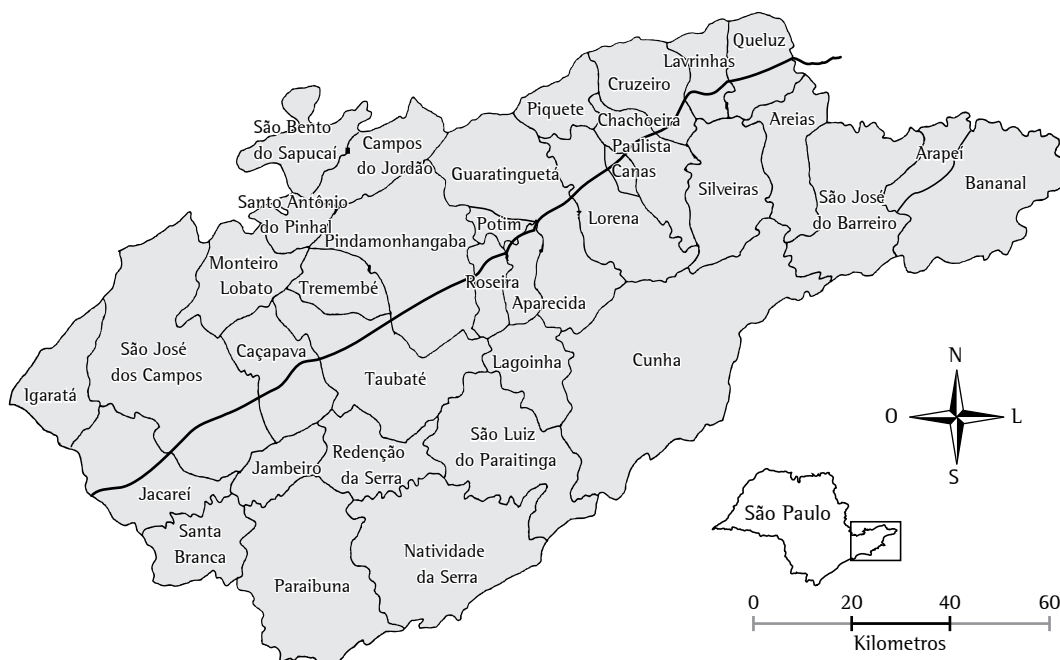 Queluz
Lavrinhas
Cruzeiro
Piquete
Chachoeira
Paulista
Canas
Areias
São Bento
do Sapucaí
Campos
do Jordão
Guaratinguetá
Silveiras
Arapeí
Bananal
São José
do Barreiro
Santo Antônio
do Pinhal
Potim
Lorena
Pindamonhangaba
Monteiro
Lobato
Tremembé
Roseira
Aparecida
São José
dos Campos
Caçapava
Lagoinha
Cunha
Igaratá
Taubaté
São Luiz
do Paraitinga
Redenção
da Serra
Jambeiro
Jacareí
Santa
Branca
Paraibuna
Natividade
da Serra
N
O
L
S
São Paulo
0 20 40 60
Kilometros